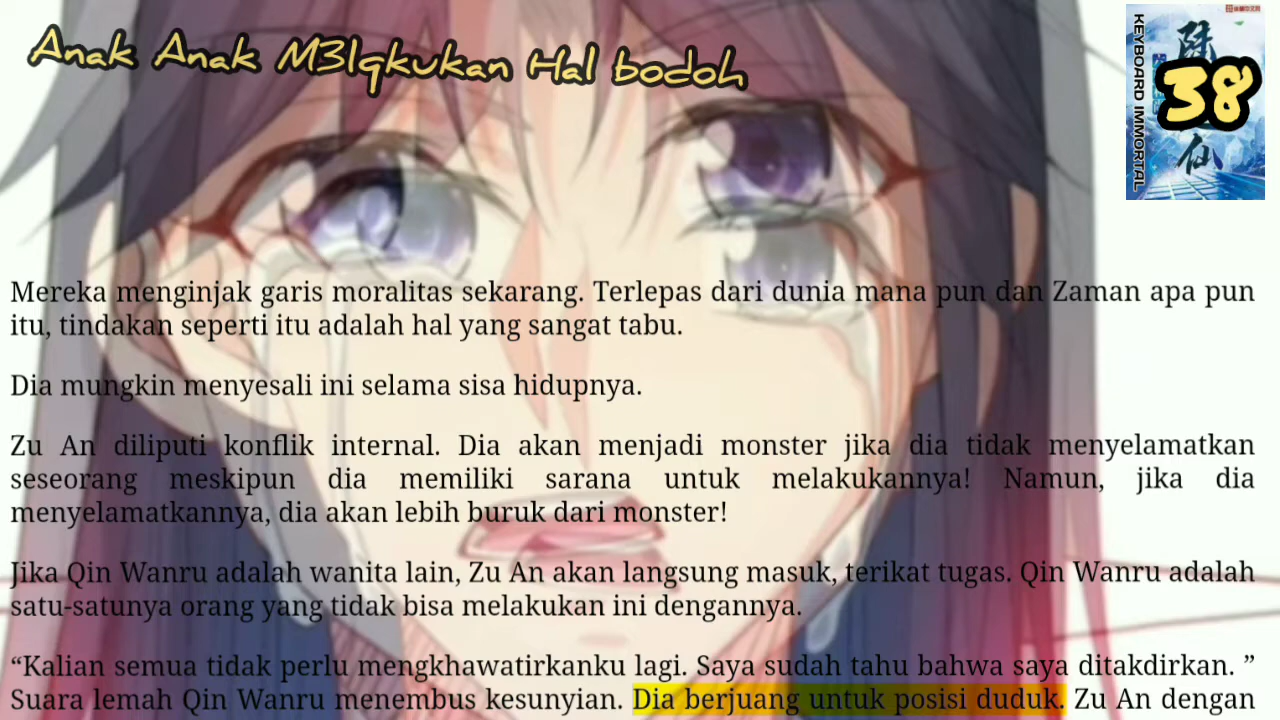 Anak Anak M3lqkukan Hal bodoh
KEYBOARD IMMORTAL
38
仙
Mereka menginjak garis moralitas sekarang. Terlepas dari dunia mana pun dan Zaman apa pun
itu, tindakan seperti itu adalah hal yang sangat tabu.
Dia mungkin menyesali ini selama sisa hidupnya.
Zu An diliputi konflik internal. Dia akan menjadi monster jika dia tidak menyelamatkan
seseorang meskipun dia memiliki sarana untuk melakukannya! Namun, jika dia
menyelamatkannya, dia akan lebih buruk dari monster!
Jika Qin Wanru adalah wanita lain, Zu An akan langsung masuk, terikat tugas. Qin Wanru adalah
satu-satunya orang yang tidak bisa melakukan ini dengannya.
“Kalian semua tidak perlu mengkhawatirkanku lagi. Saya sudah tahu bahwa saya ditakdirkan. ”
Suara lemah Qin Wanru menembus kesunyian. Dia berjuang untuk posisi duduk. Zu An dengan